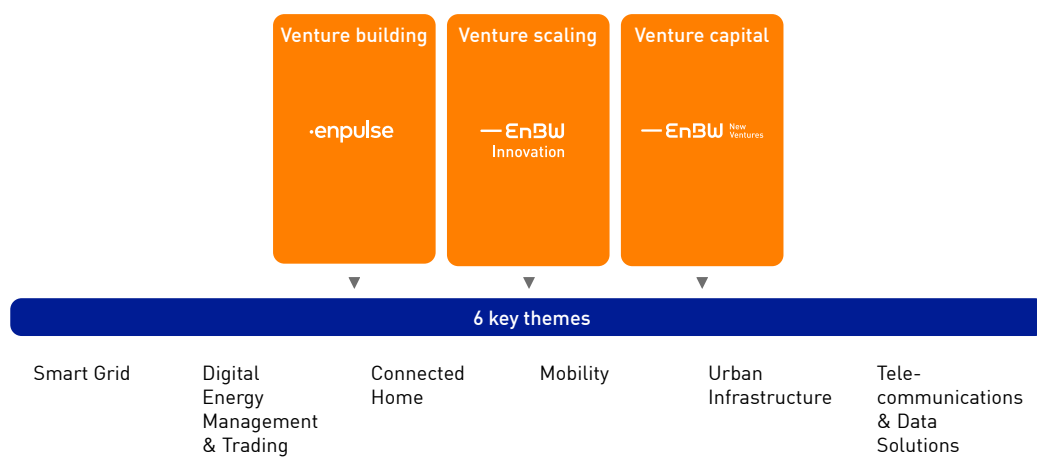 Venture building
Venture scaling
Venture capital
enpulse
EnBW
Innovation
EnBW New
Ventures
6 key themes
Smart Grid
Digital
Energy
Management
& Trading
Connected
Home
Mobility
Urban
Infrastructure
Tele-
communications
& Data
Solutions